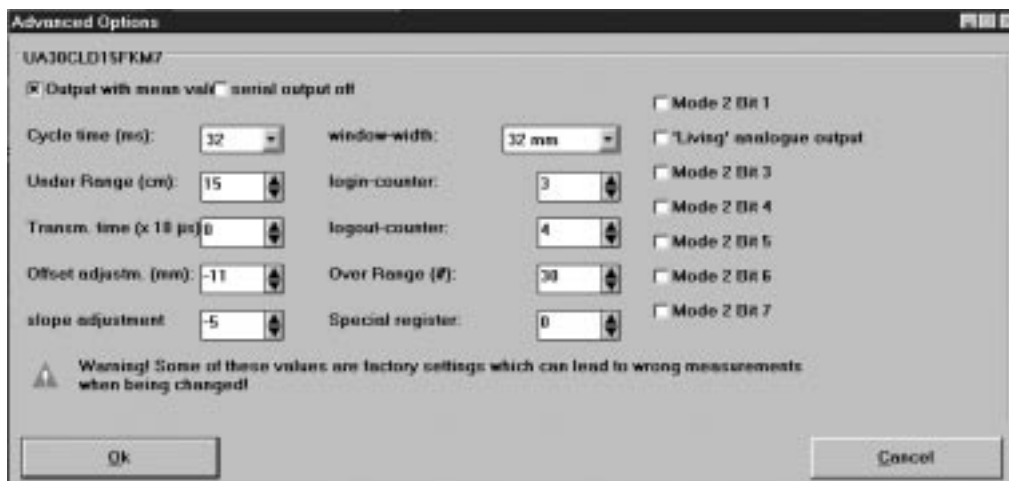 Advanced Options
UA30CLD15FKM7
Output with meas val serial output off
Mode 2 Bit 1
Cycle time (ms): 32 window-width: 32 mm
'Living' analogue output
Under Range (cm): 15 login-counter: 3
Mode 2 Bit 3
Transm. time (x 10 µs) 0 logout-counter: 4
Mode 2 Bit 4
Mode 2 Bit 5
Offset adjustm. (mm): -11 Over Range (#): 30
Mode 2 Bit 6
slope adjustment -5 Special register: 0
Mode 2 Bit 7
Warning! Some of these values are factory settings which can lead to wrong measurements
when being changed!
Ok Cancel